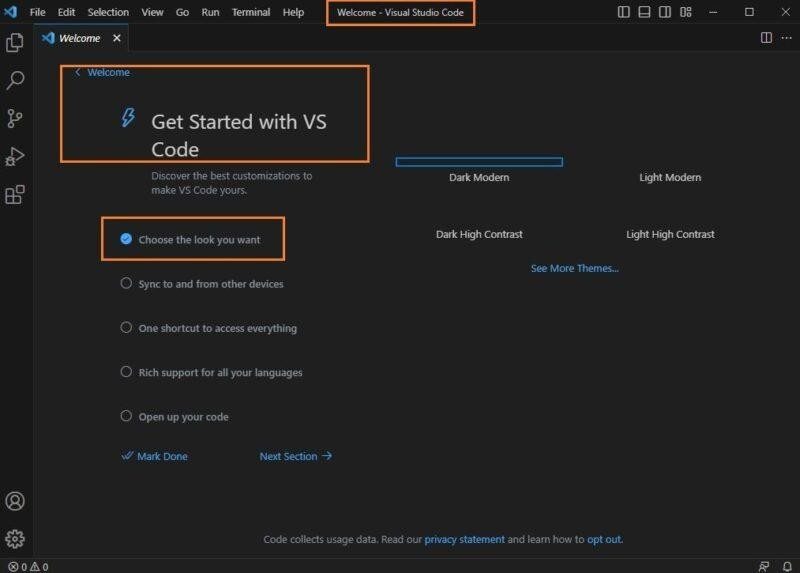 File Edit Selection View Go Run Terminal Help Welcome - Visual Studio Code
Welcome
Welcome
Get Started with VS
Code
Discover the best customizations to
make VS Code yours.
Choose the look you want
Sync to and from other devices
One shortcut to access everything
Rich support for all your languages
Open up your code
Mark Done Next Section
Dark Modern Light Modern
Dark High Contrast Light High Contrast
See More Themes...
Code collects usage data. Read our privacy statement and learn how to opt out.
0 0